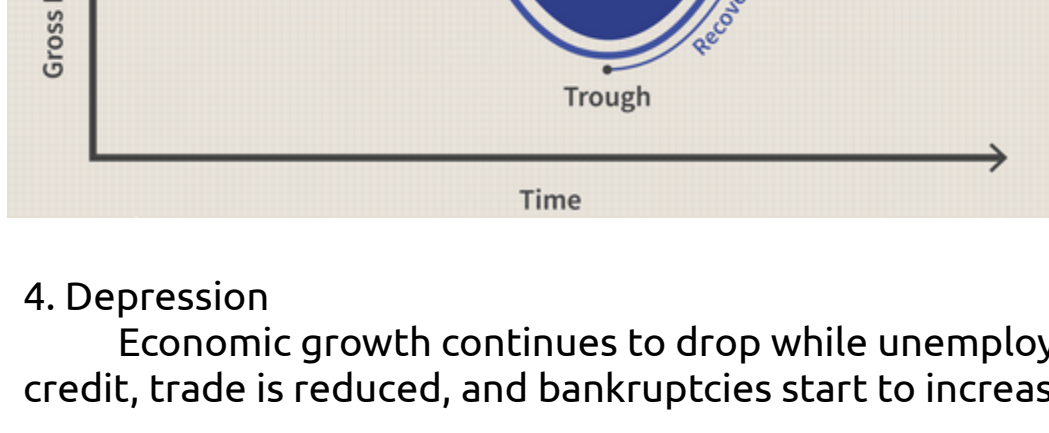 Gross
Recove
Trough
Time
4. Depression
Economic growth continues to drop while unemploy
credit, trade is reduced, and bankruptcies start to increas